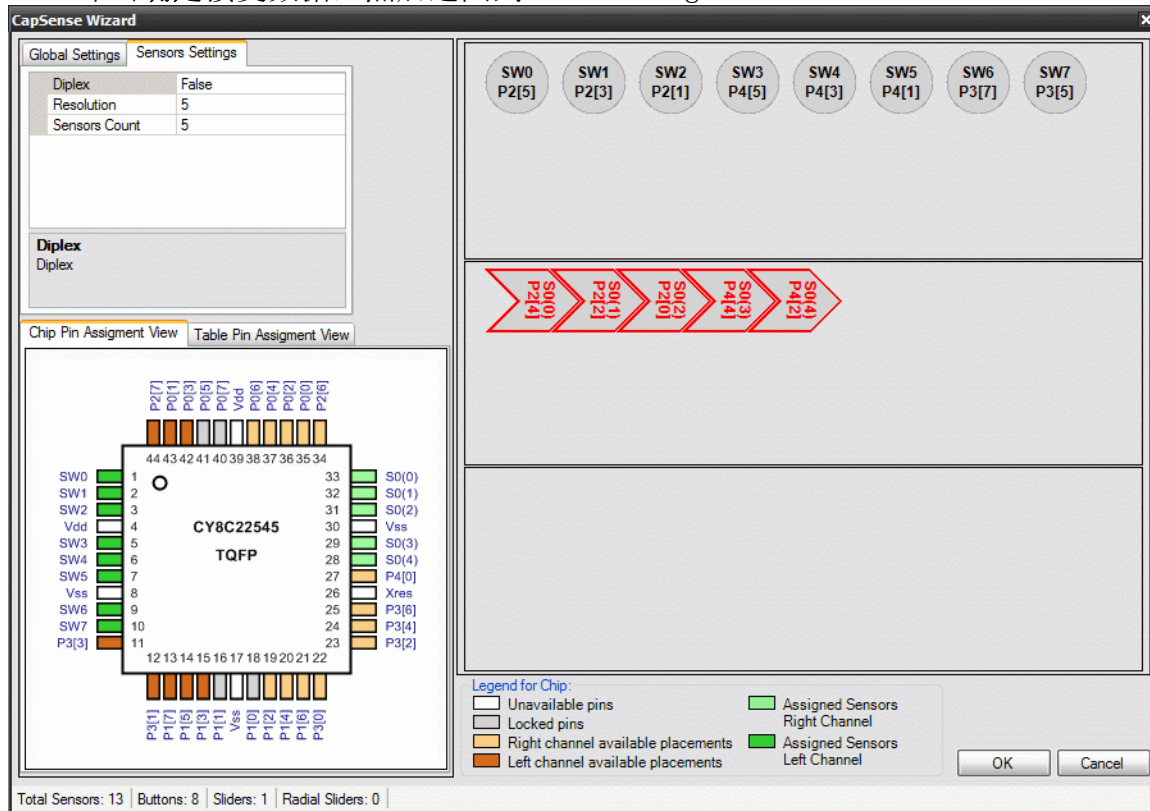 CapSense Wizard
Global Settings Sensors Settings
Diplex False
Resolution 5
Sensors Count 5
Diplex
Diplex
Chip Pin Assigment View Table Pin Assigment View
P2[7] P0[1] P0[3] P0[5] P0[7] Vdd P0[6] P0[4] P0[2] P0[0] P2[6]
44 43 42 41 40 39 38 37 36 35 34
SW0 1 33 S0(0)
SW1 2 32 S0(1)
SW2 3 31 S0(2)
Vdd 4 CY8C22545 30 Vss
SW3 5 29 S0(3)
SW4 6 TQFP 28 S0(4)
SW5 7 27 P4[0]
Vss 8 26 Xres
SW6 9 25 P3[6]
SW7 10 24 P3[4]
P3[3] 11 23 P3[2]
12 13 14 15 16 17 18 19 20 21 22
P3[1] P1[7] P1[5] P1[3] P1[1] Vss P1[0] P1[2] P1[4] P1[6] P3[0]
SW0 SW1 SW2 SW3 SW4 SW5 SW6 SW7
P2[5] P2[3] P2[1] P4[5] P4[3] P4[1] P3[7] P3[5]
S0(0) S0(1) S0(2) S0(3) S0(4)
P2[4] P2[2] P2[0] P4[4] P4[2]
Legend for Chip:
Unavailable pins
Locked pins
Right channel available placements
Left channel available placements
Assigned Sensors
Right Channel
Assigned Sensors
Left Channel
OK Cancel
Total Sensors: 13 Buttons: 8 Sliders: 1 Radial Sliders: 0